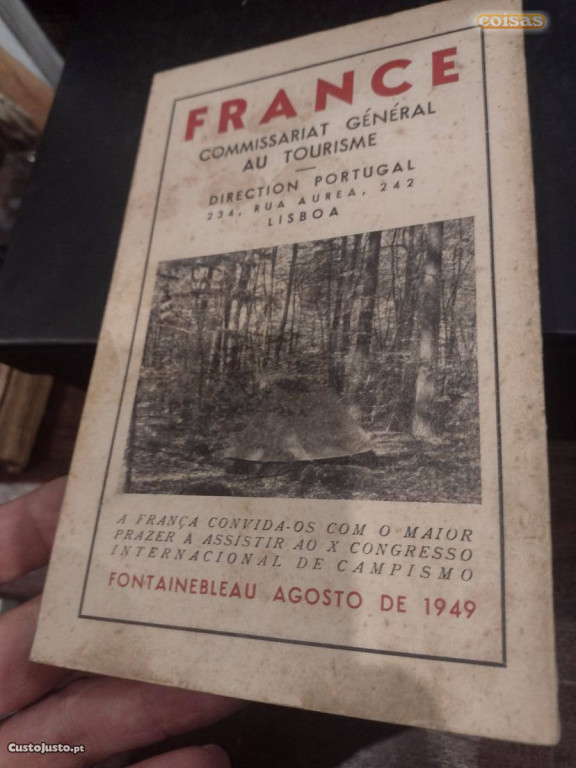 coisas
FRANCE
COMMISSARIAT GÉNÉRAL
AU TOURISME
DIRECTION PORTUGAL
234, RUA AUREA, 242
LISBOA
A FRANÇA CONVIDA-OS COM O MAIOR
PRAZER À ASSISTIR AO X CONGRESSO
INTERNACIONAL DE CAMPISMO
FONTAINEBLEAU AGOSTO DE 1949
CustoJusto.pt